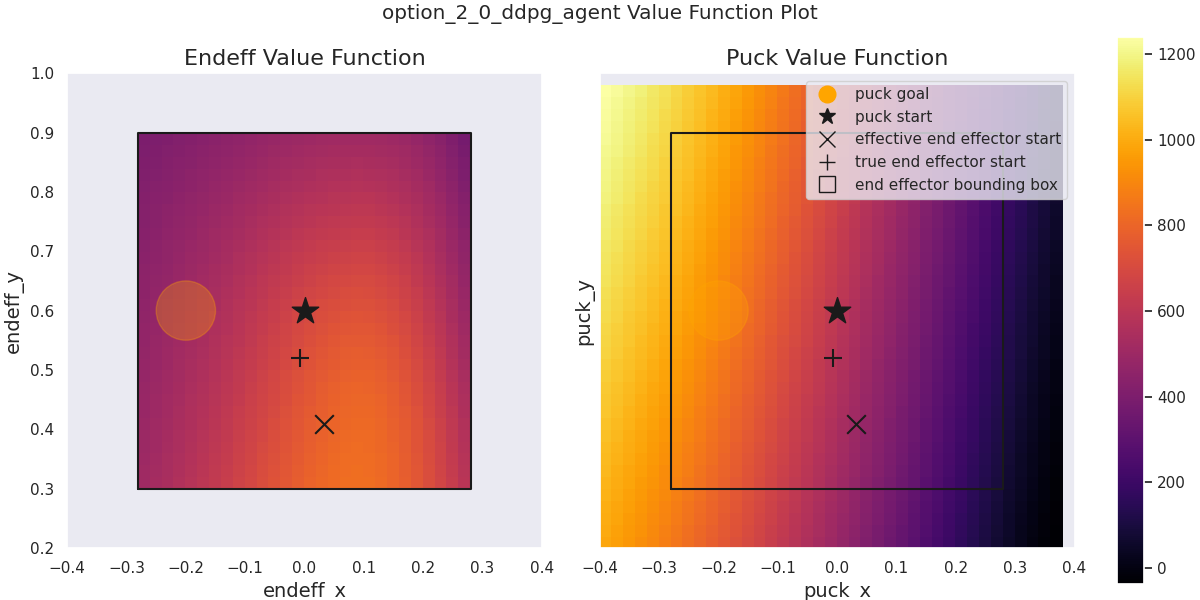 option_2_0_ddpg_agent Value Function Plot
Endeff Value Function
1.0
0.9
0.8
0.7
0.6
0.5
0.4
0.3
0.2
endeff_y
−0.4 −0.3 −0.2 −0.1 0.0 0.1 0.2 0.3 0.4
endeff_x
Puck Value Function
puck goal
puck start
effective end effector start
true end effector start
end effector bounding box
puck_y
−0.4 −0.3 −0.2 −0.1 0.0 0.1 0.2 0.3 0.4
puck_x
1200
1000
800
600
400
200
0